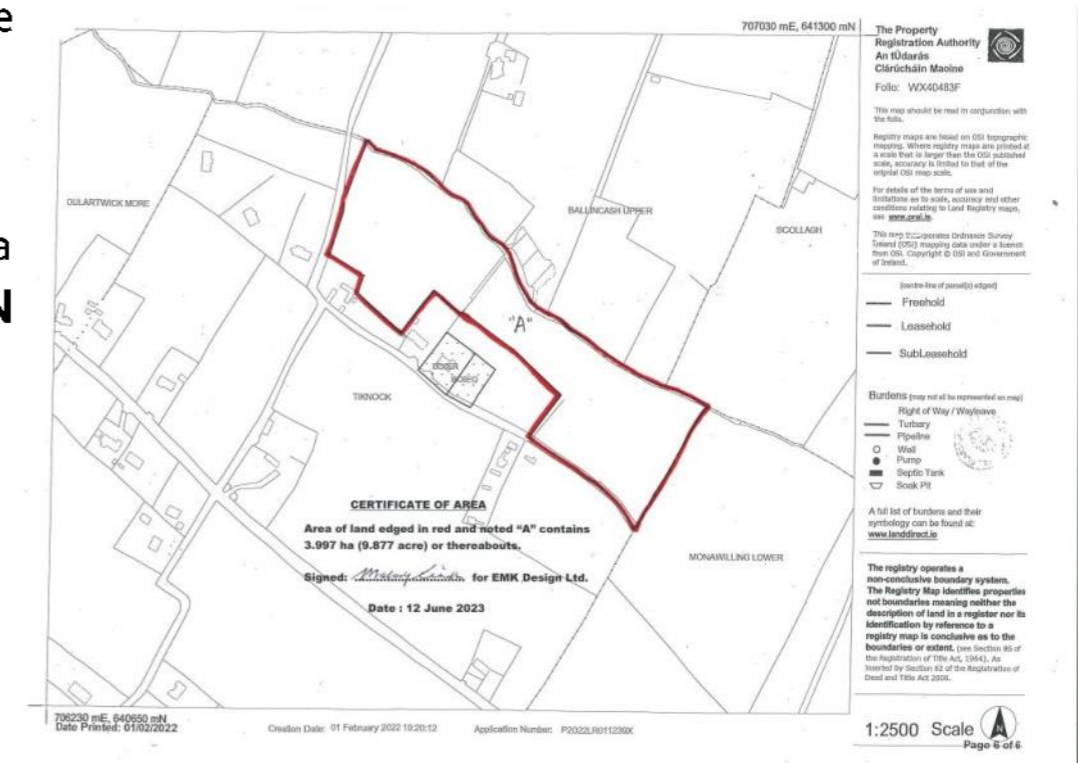 e
a
N
707030 mE, 641300 mN
The Property
Registration Authority
An tÚdarás
Clárúcháin Maoine
Folio: WX40483F
This map should be read in conjunction with
the folio.
Registry maps are based on OSI topographic
mapping. Where registry maps are printed at
a scale that is larger than the OSI published
scale, accuracy is limited to that of the
original OSI map scale.
For details of the terms of use and
limitations as to scale, accuracy and other
conditions relating to Land Registry maps,
see www.prai.ie.
This map incorporates Ordnance Survey
Ireland (OSI) mapping data under a licence
from OSI. Copyright © OSI and Government
of Ireland.
(centre-line of parcel(s) edged)
Freehold
Leasehold
SubLeasehold
Burdens (may not all be represented on map)
Right of Way / Wayleave
Turbary
Pipeline
Well
Pump
Septic Tank
Soak Pit
A full list of burdens and their
symbology can be found at:
www.landdirect.ie
The registry operates a
non-conclusive boundary system.
The Registry Map identifies properties
not boundaries meaning neither the
description of land in a register nor its
identification by reference to a
registry map is conclusive as to the
boundaries or extent. (see Section 85 of
the Registration of Title Act, 1964). As
inserted by Section 62 of the Registration of
Deed and Title Act 2006.
1:2500 Scale
N
Page 6 of 6
OULARTWICK MORE
BALLINCASH UPPER
SCOLLAGH
"A"
TIKNOCK
MONAWILLING LOWER
CERTIFICATE OF AREA
Area of land edged in red and noted "A" contains
3.997 ha (9.877 acre) or thereabouts.
Signed: for EMK Design Ltd.
Date : 12 June 2023
706230 mE, 640650 mN
Date Printed: 01/02/2022
Creation Date: 01 February 2022 19:20:12
Application Number: P2022LR011239X